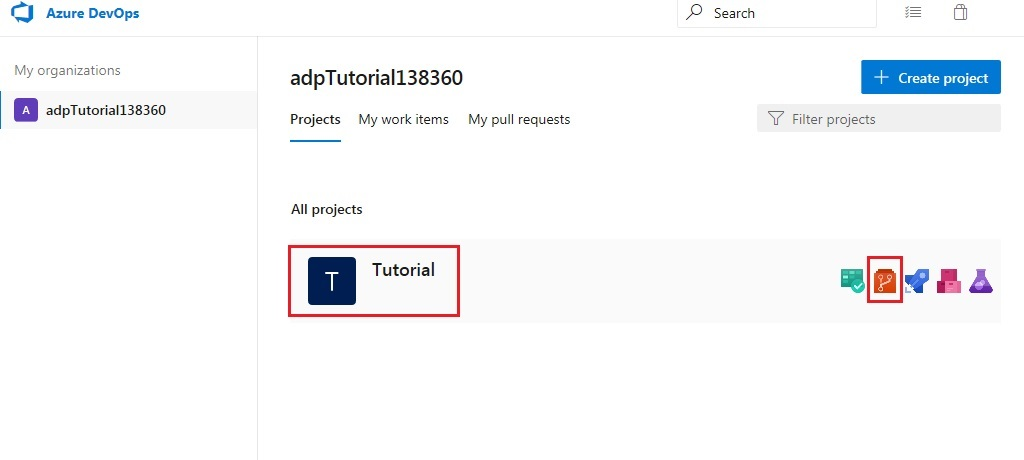 Azure DevOps
Search
My organizations
A adpTutorial138360
adpTutorial138360
Create project
Projects My work items My pull requests
Filter projects
All projects
T Tutorial